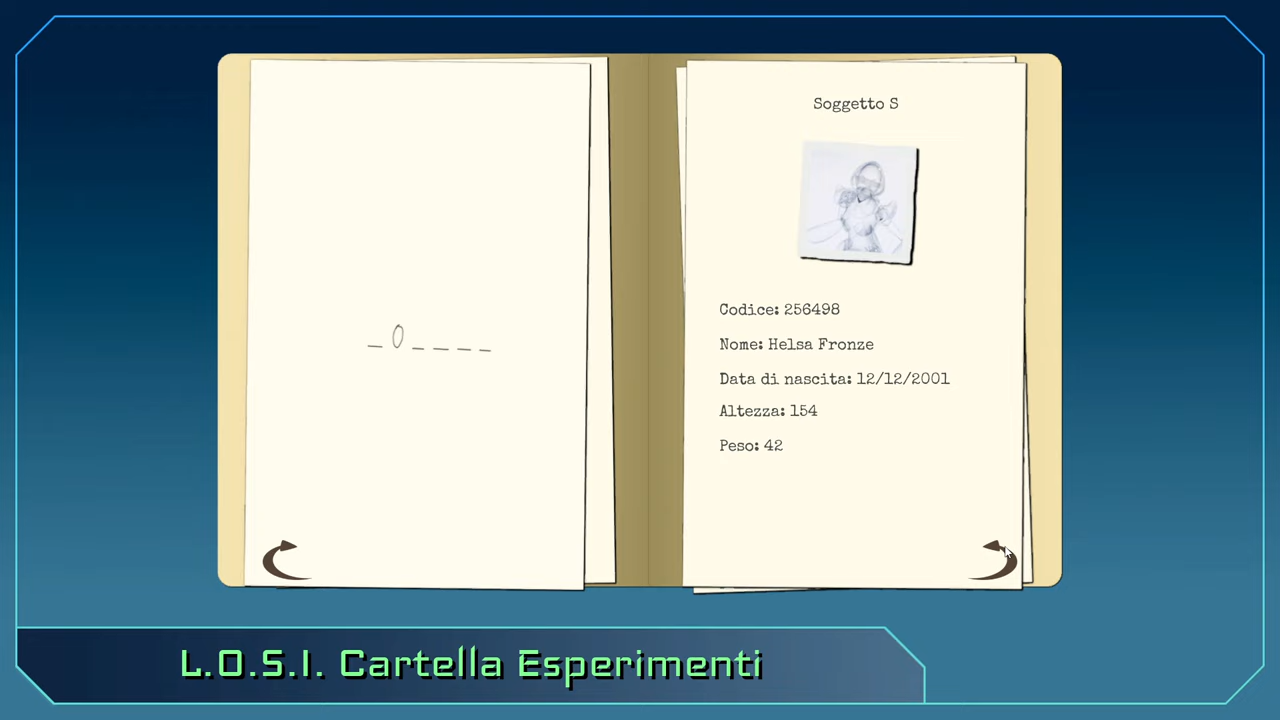 _ 0 _ _ _ _
Soggetto S
Codice: 256498
Nome: Helsa Fronze
Data di nascita: 12/12/2001
Altezza: 154
Peso: 42
L.O.S.I. Cartella Esperimenti